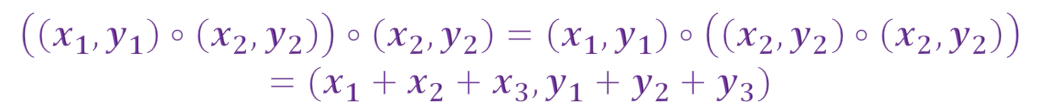 ((x₁, y₁) ∘ (x₂, y₂)) ∘ (x₂, y₂) = (x₁, y₁) ∘ ((x₂, y₂) ∘ (x₂, y₂))
= (x₁ + x₂ + x₃, y₁ + y₂ + y₃)